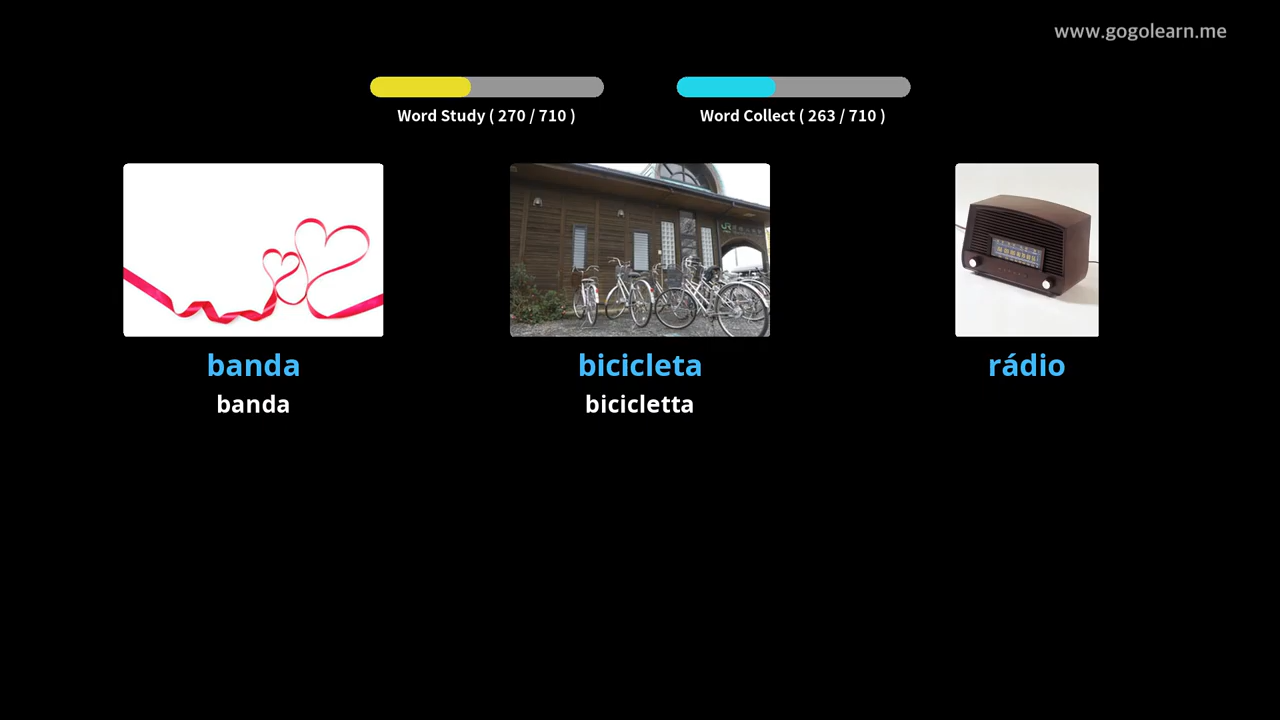 www.gogolearn.me
Word Study ( 270 / 710 )
Word Collect ( 263 / 710 )
banda
banda
bicicleta
bicicletta
rádio